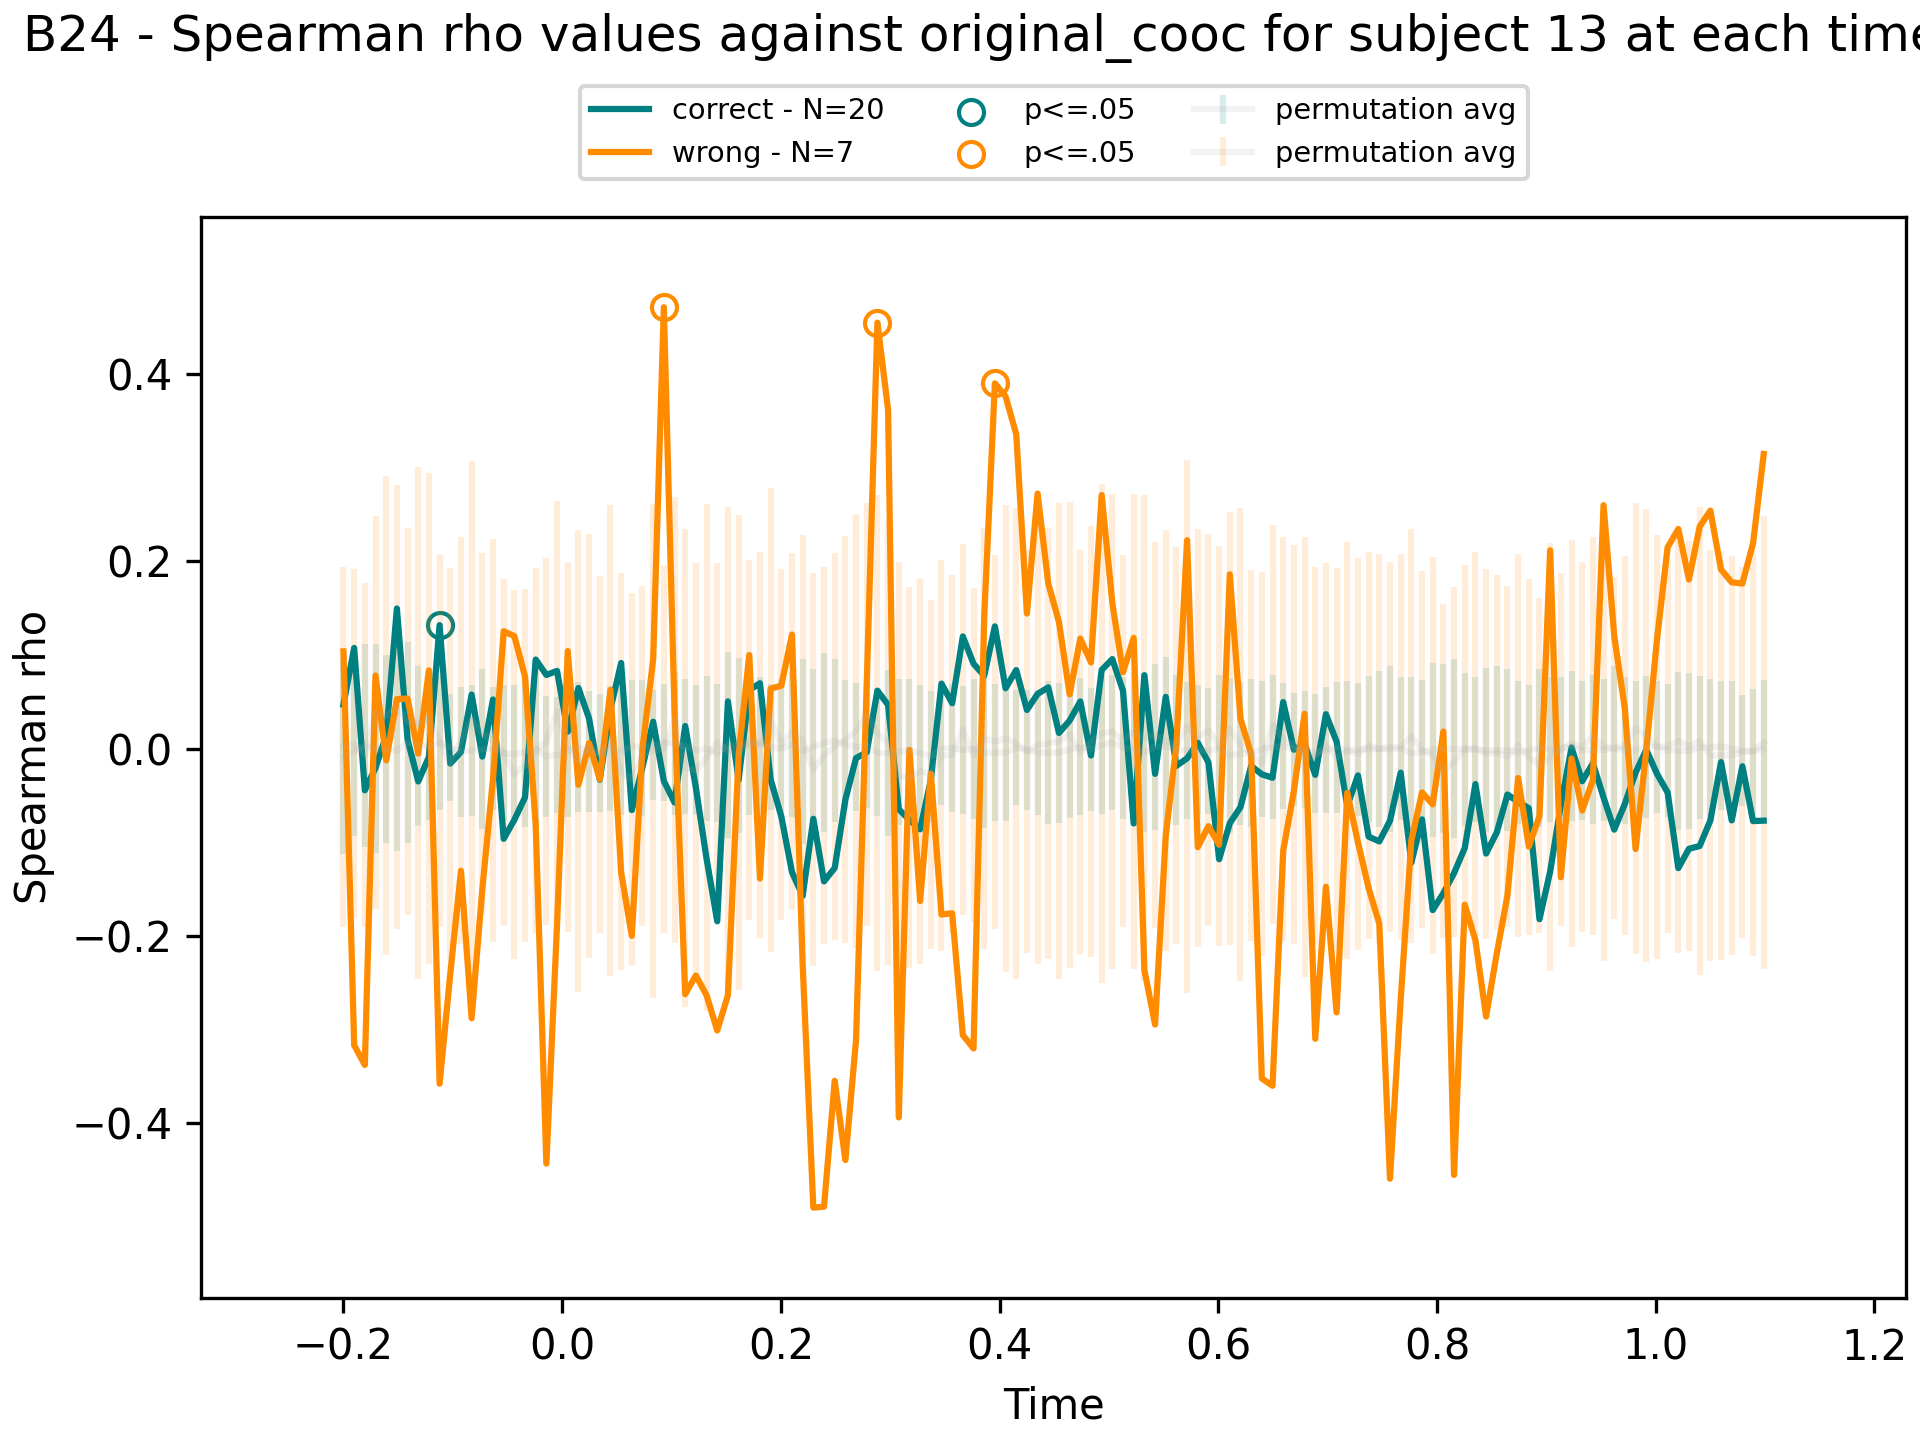 B24 - Spearman rho values against original_cooc for subject 13 at each time
correct - N=20
wrong - N=7
p<=.05
p<=.05
permutation avg
permutation avg
Spearman rho
0.4
0.2
0.0
−0.2
−0.4
−0.2
0.0
0.2
0.4
0.6
0.8
1.0
1.2
Time